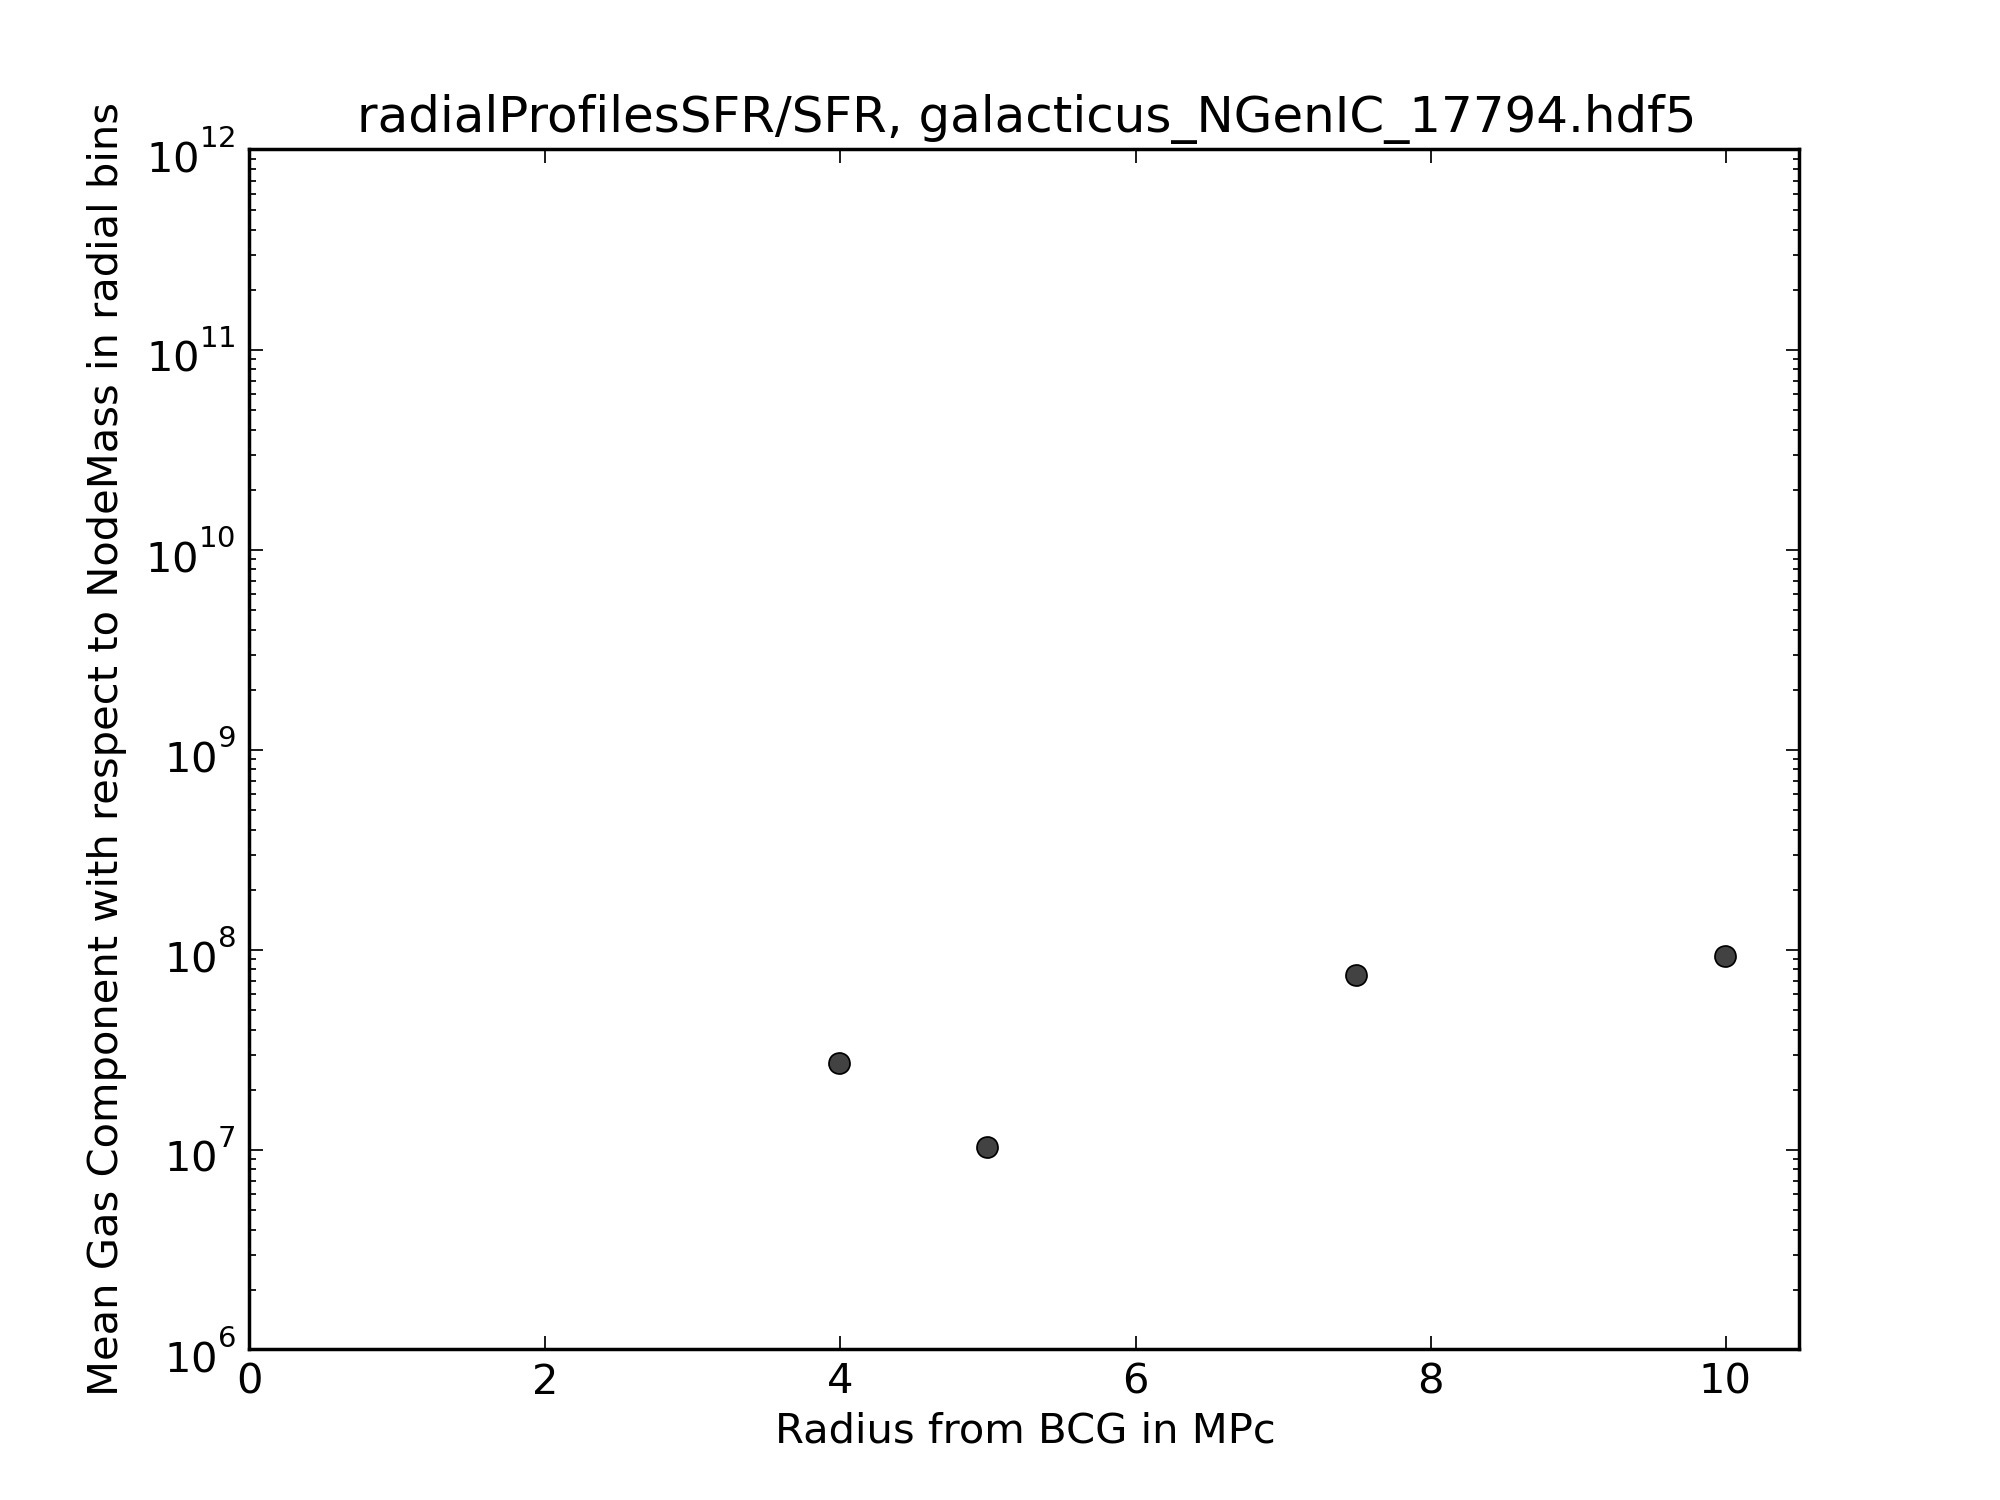 radialProfilesSFR/SFR, galacticus_NGenIC_17794.hdf5
Mean Gas Component with respect to NodeMass in radial bins
10^12
10^11
10^10
10^9
10^8
10^7
10^6
0 2 4 6 8 10
Radius from BCG in MPc